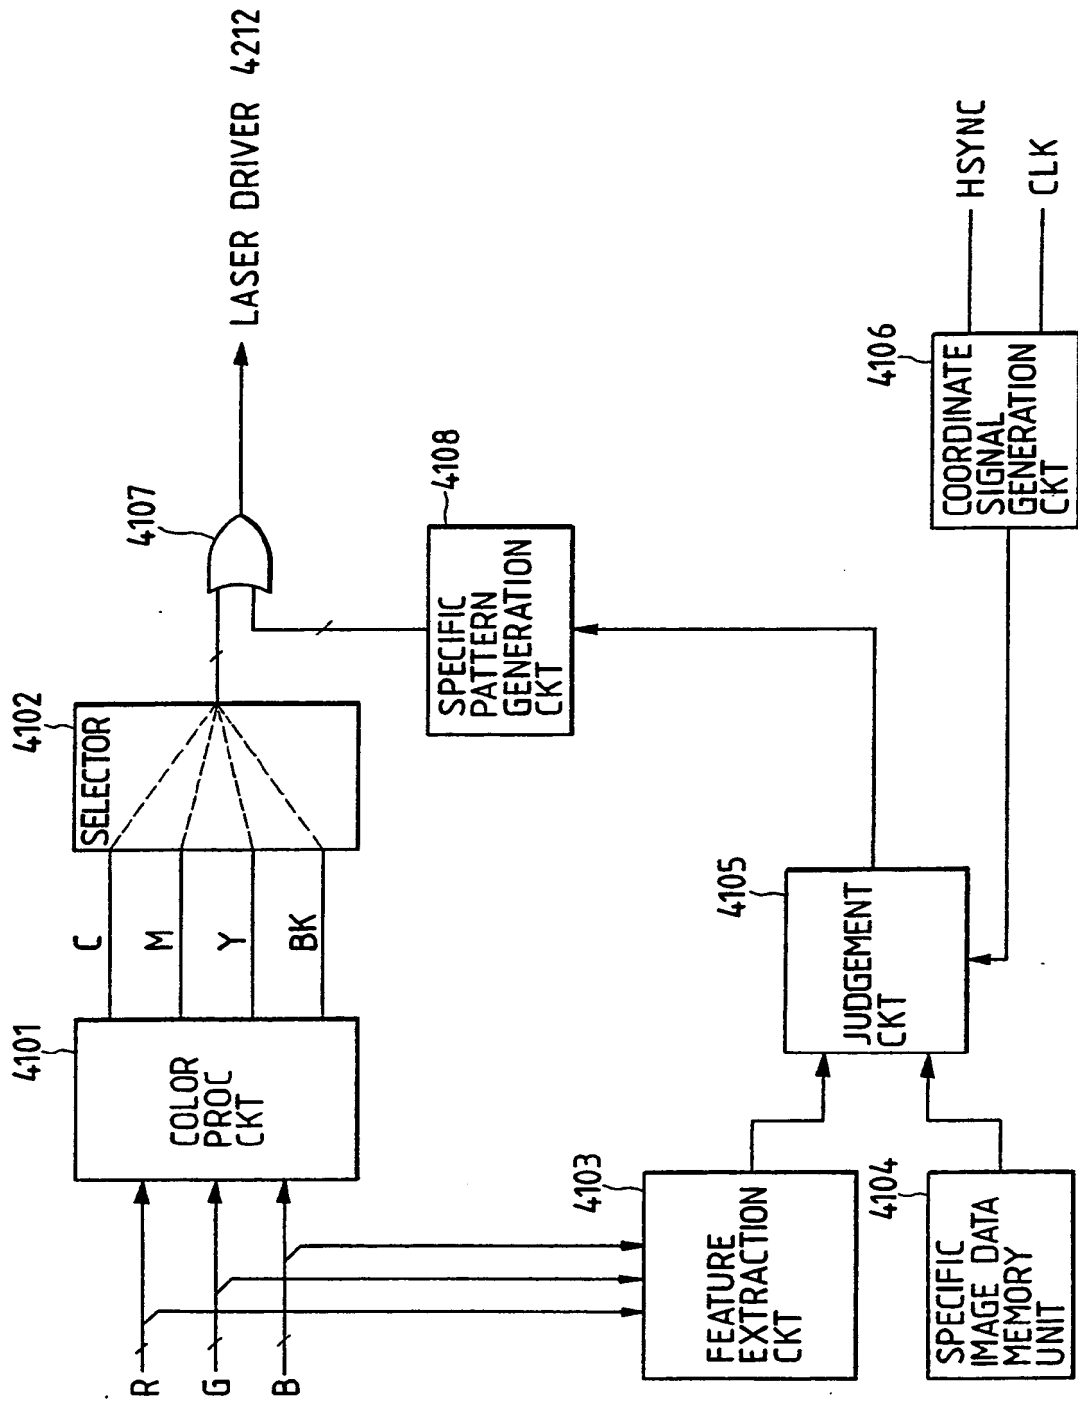 R
G
B
4101
COLOR
PROC
CKT
C
M
Y
BK
4102
SELECTOR
4107
LASER DRIVER 4212
4108
SPECIFIC
PATTERN
GENERATION
CKT
4103
FEATURE
EXTRACTION
CKT
4104
SPECIFIC
IMAGE DATA
MEMORY
UNIT
4105
JUDGEMENT
CKT
4106
COORDINATE
SIGNAL
GENERATION
CKT
HSYNC
CLK